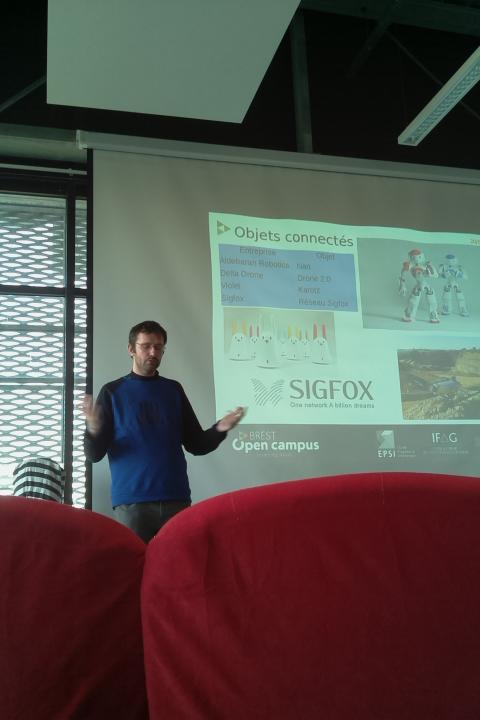 Objets connectés
Entreprise Objet
Aldebaran Robotics Nao
Delta Drone Drone 2.0
Violet Karotz
Sigfox Réseau Sigfox
SIGFOX
One network A billion dreams
BREST
Open campus
EPSI
IFAG